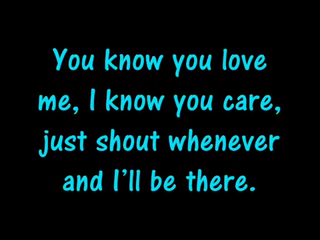 You know you love
me, I know you care,
just shout whenever
and I'll be there.